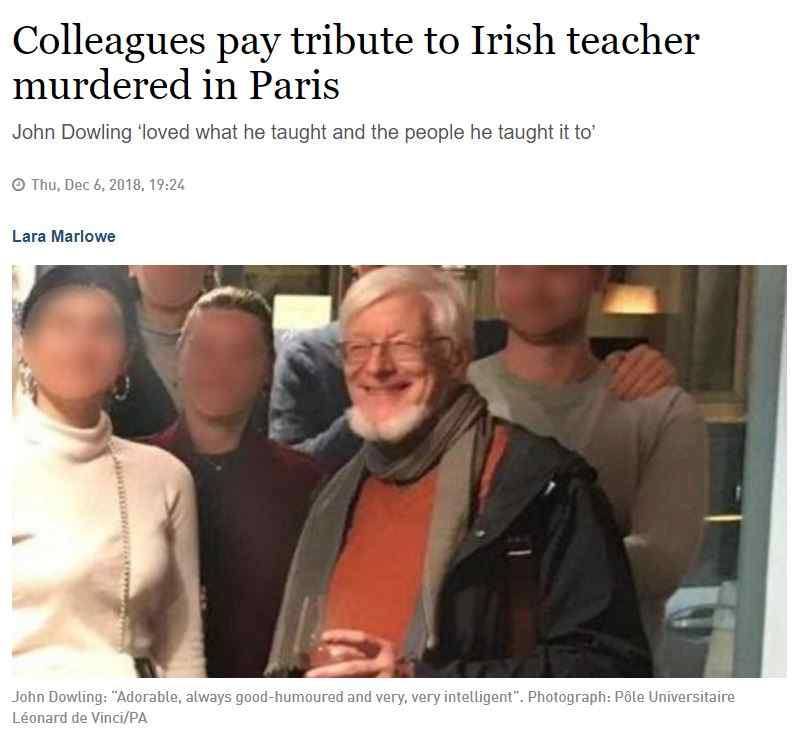 Colleagues pay tribute to Irish teacher
murdered in Paris
John Dowling ‘loved what he taught and the people he taught it to’
Thu, Dec 6, 2018, 19:24
Lara Marlowe
John Dowling: “Adorable, always good-humoured and very, very intelligent”. Photograph: Pôle Universitaire
Léonard de Vinci/PA